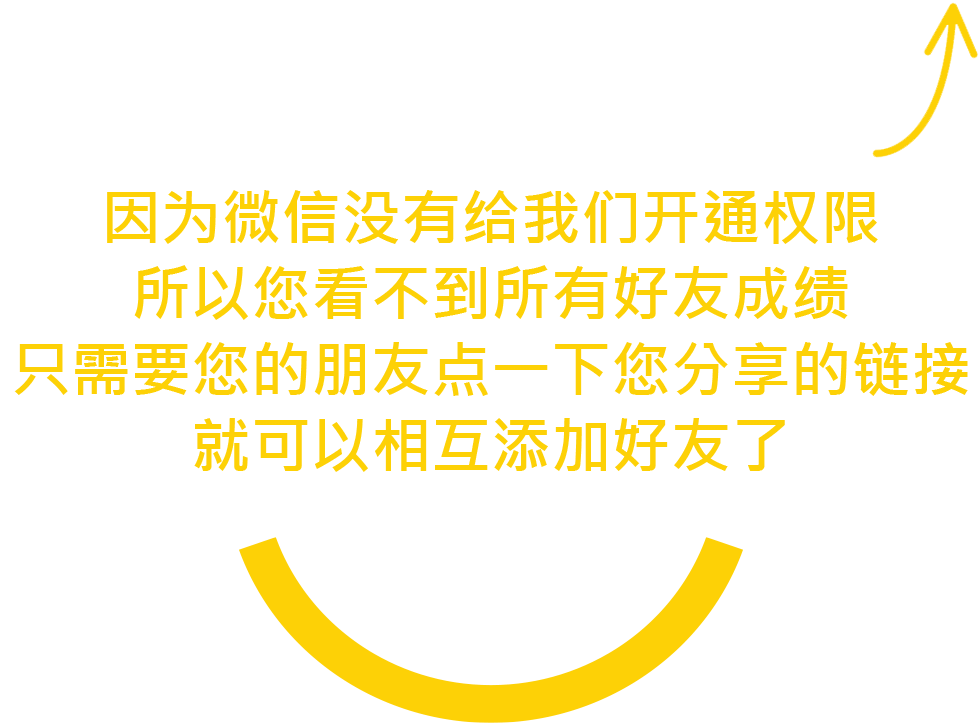 因为微信没有给我们开通权限
所以您看不到所有好友成绩
只需要您的朋友点一下您分享的链接
就可以相互添加好友了